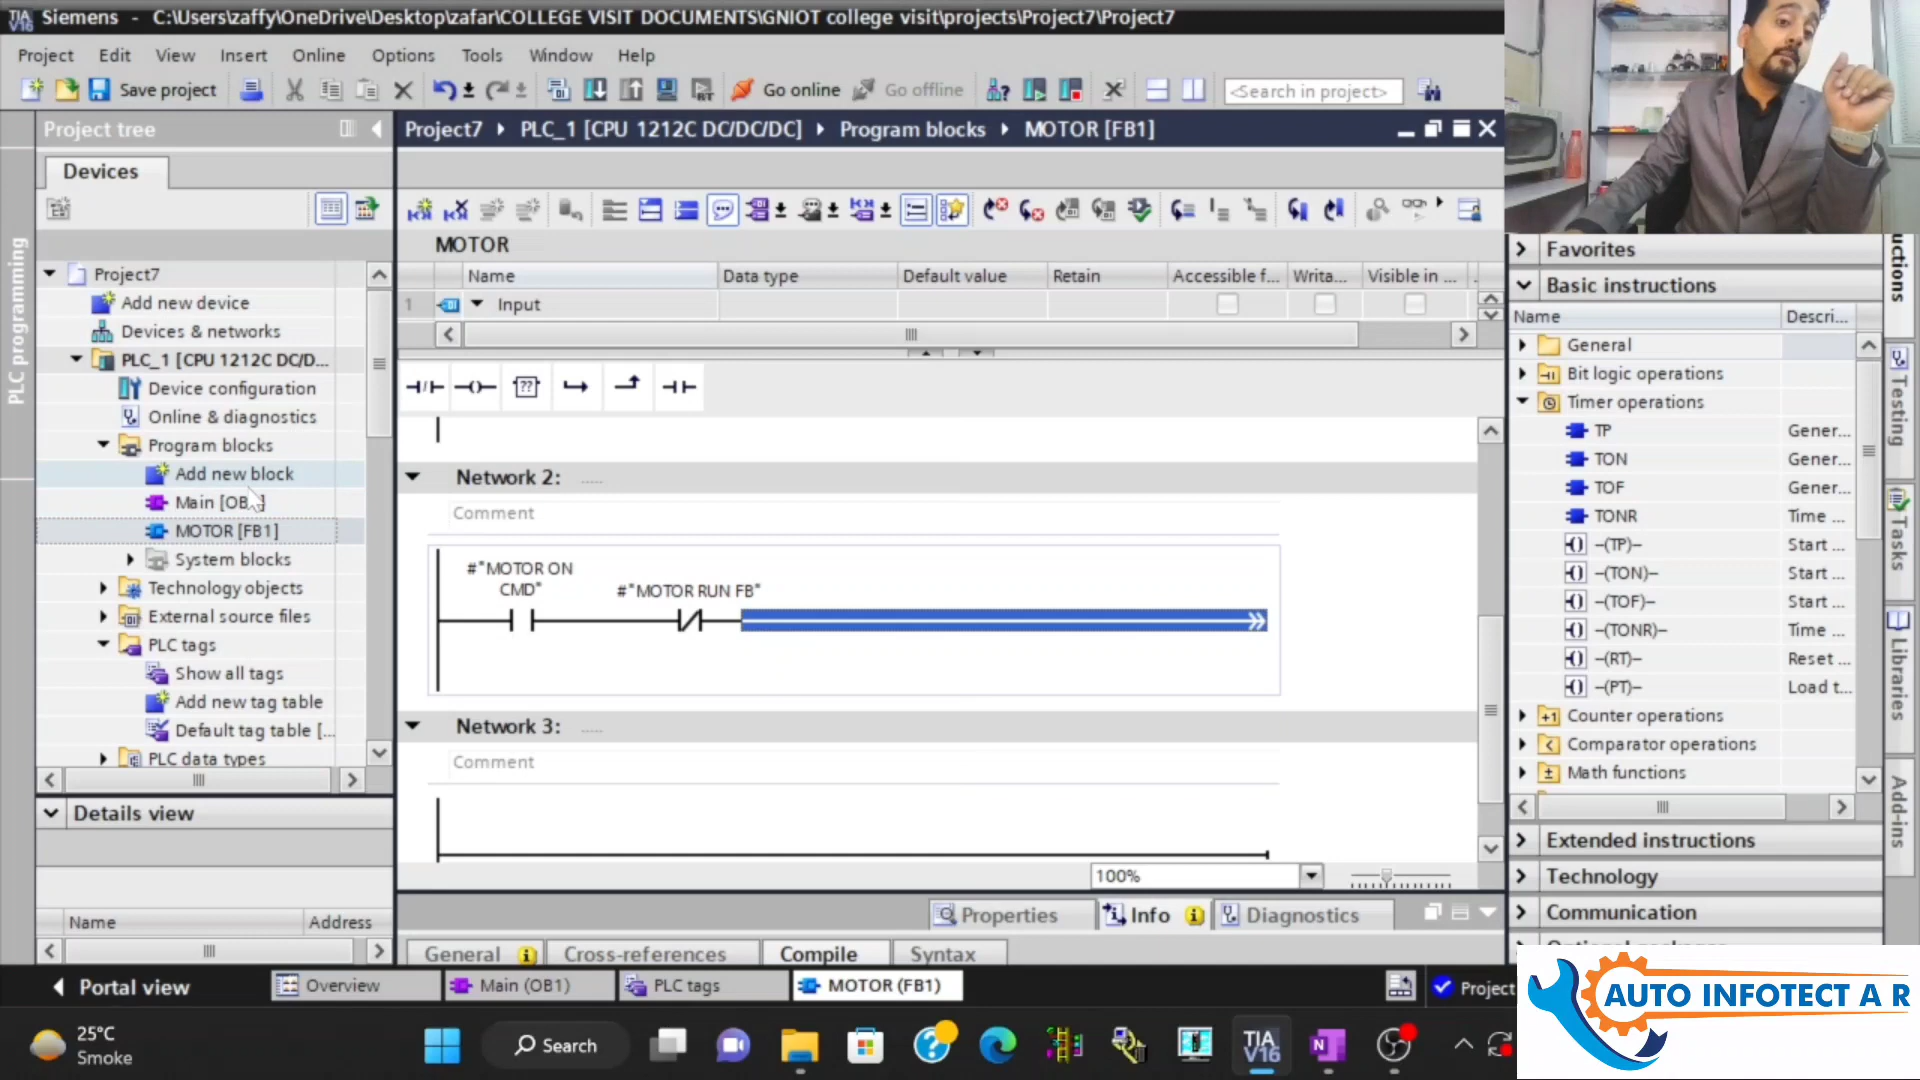 TIA
V16
Siemens - C:\Users\zaffy\OneDrive\Desktop\zafar\COLLEGE VISIT DOCUMENTS\GNIOT college visit\projects\Project7\Project7
Project Edit View Insert Online Options Tools Window Help
Save project
Go online
Go offline
<Search in project>
Project tree
Project7 PLC_1 [CPU 1212C DC/DC/DC] Program blocks MOTOR [FB1]
Devices
PLC programming
Project7
Add new device
Devices & networks
PLC_1 [CPU 1212C DC/D...
Device configuration
Online & diagnostics
Program blocks
Add new block
Main [OB
MOTOR [FB1]
System blocks
Technology objects
External source files
PLC tags
Show all tags
Add new tag table
Default tag table [...
PLC data types
Details view
Name Address
MOTOR
Name Data type Default value Retain Accessible f... Writa... Visible in ...
1 Input
??
Network 2: .....
Comment
#"MOTOR ON
CMD"
#"MOTOR RUN FB"
Network 3: .....
Comment
100%
Properties Info Diagnostics
General Cross-references Compile Syntax
Favorites
Basic instructions
Name Descri...
General
Bit logic operations
Timer operations
TP Gener...
TON Gener...
TOF Gener...
TONR Time ...
-(TP)- Start ...
-(TON)- Start ...
-(TOF)- Start ...
-(TONR)- Time ...
-(RT)- Reset ...
-(PT)- Load t...
Counter operations
Comparator operations
Math functions
Extended instructions
Technology
Communication
uctions
Testing
Tasks
Libraries
Add-ins
Portal view
Overview
Main (OB1)
PLC tags
MOTOR (FB1)
Project
AUTO INFOTECT A R
25°C
Smoke
Search
TIA
V16